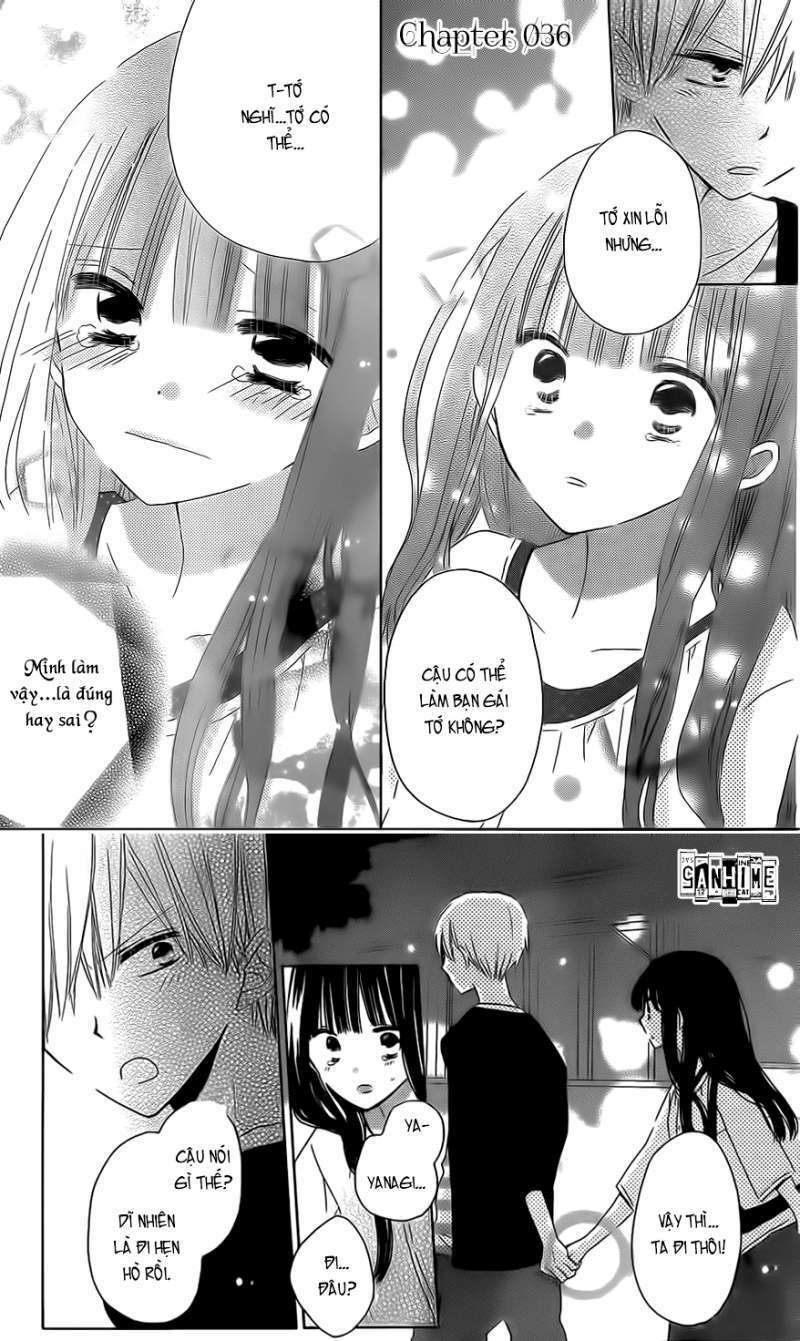 Chapter 036
TỚ XIN LỖI
NHƯNG...
CẬU CÓ THỂ
LÀM BẠN GÁI
TỚ KHÔNG?
T-TỚ
NGHĨ...TỚ CÓ
THỂ...
Mình làm
vậy...là đúng
hay sai?
VẬY THÌ...
TA ĐI THÔI!
YA-
YANAGI...
ĐI...
ĐÂU?
CẬU NÓI
GÌ THẾ?
DĨ NHIÊN
LÀ ĐI HẸN
HÒ RỒI.
SANHIME